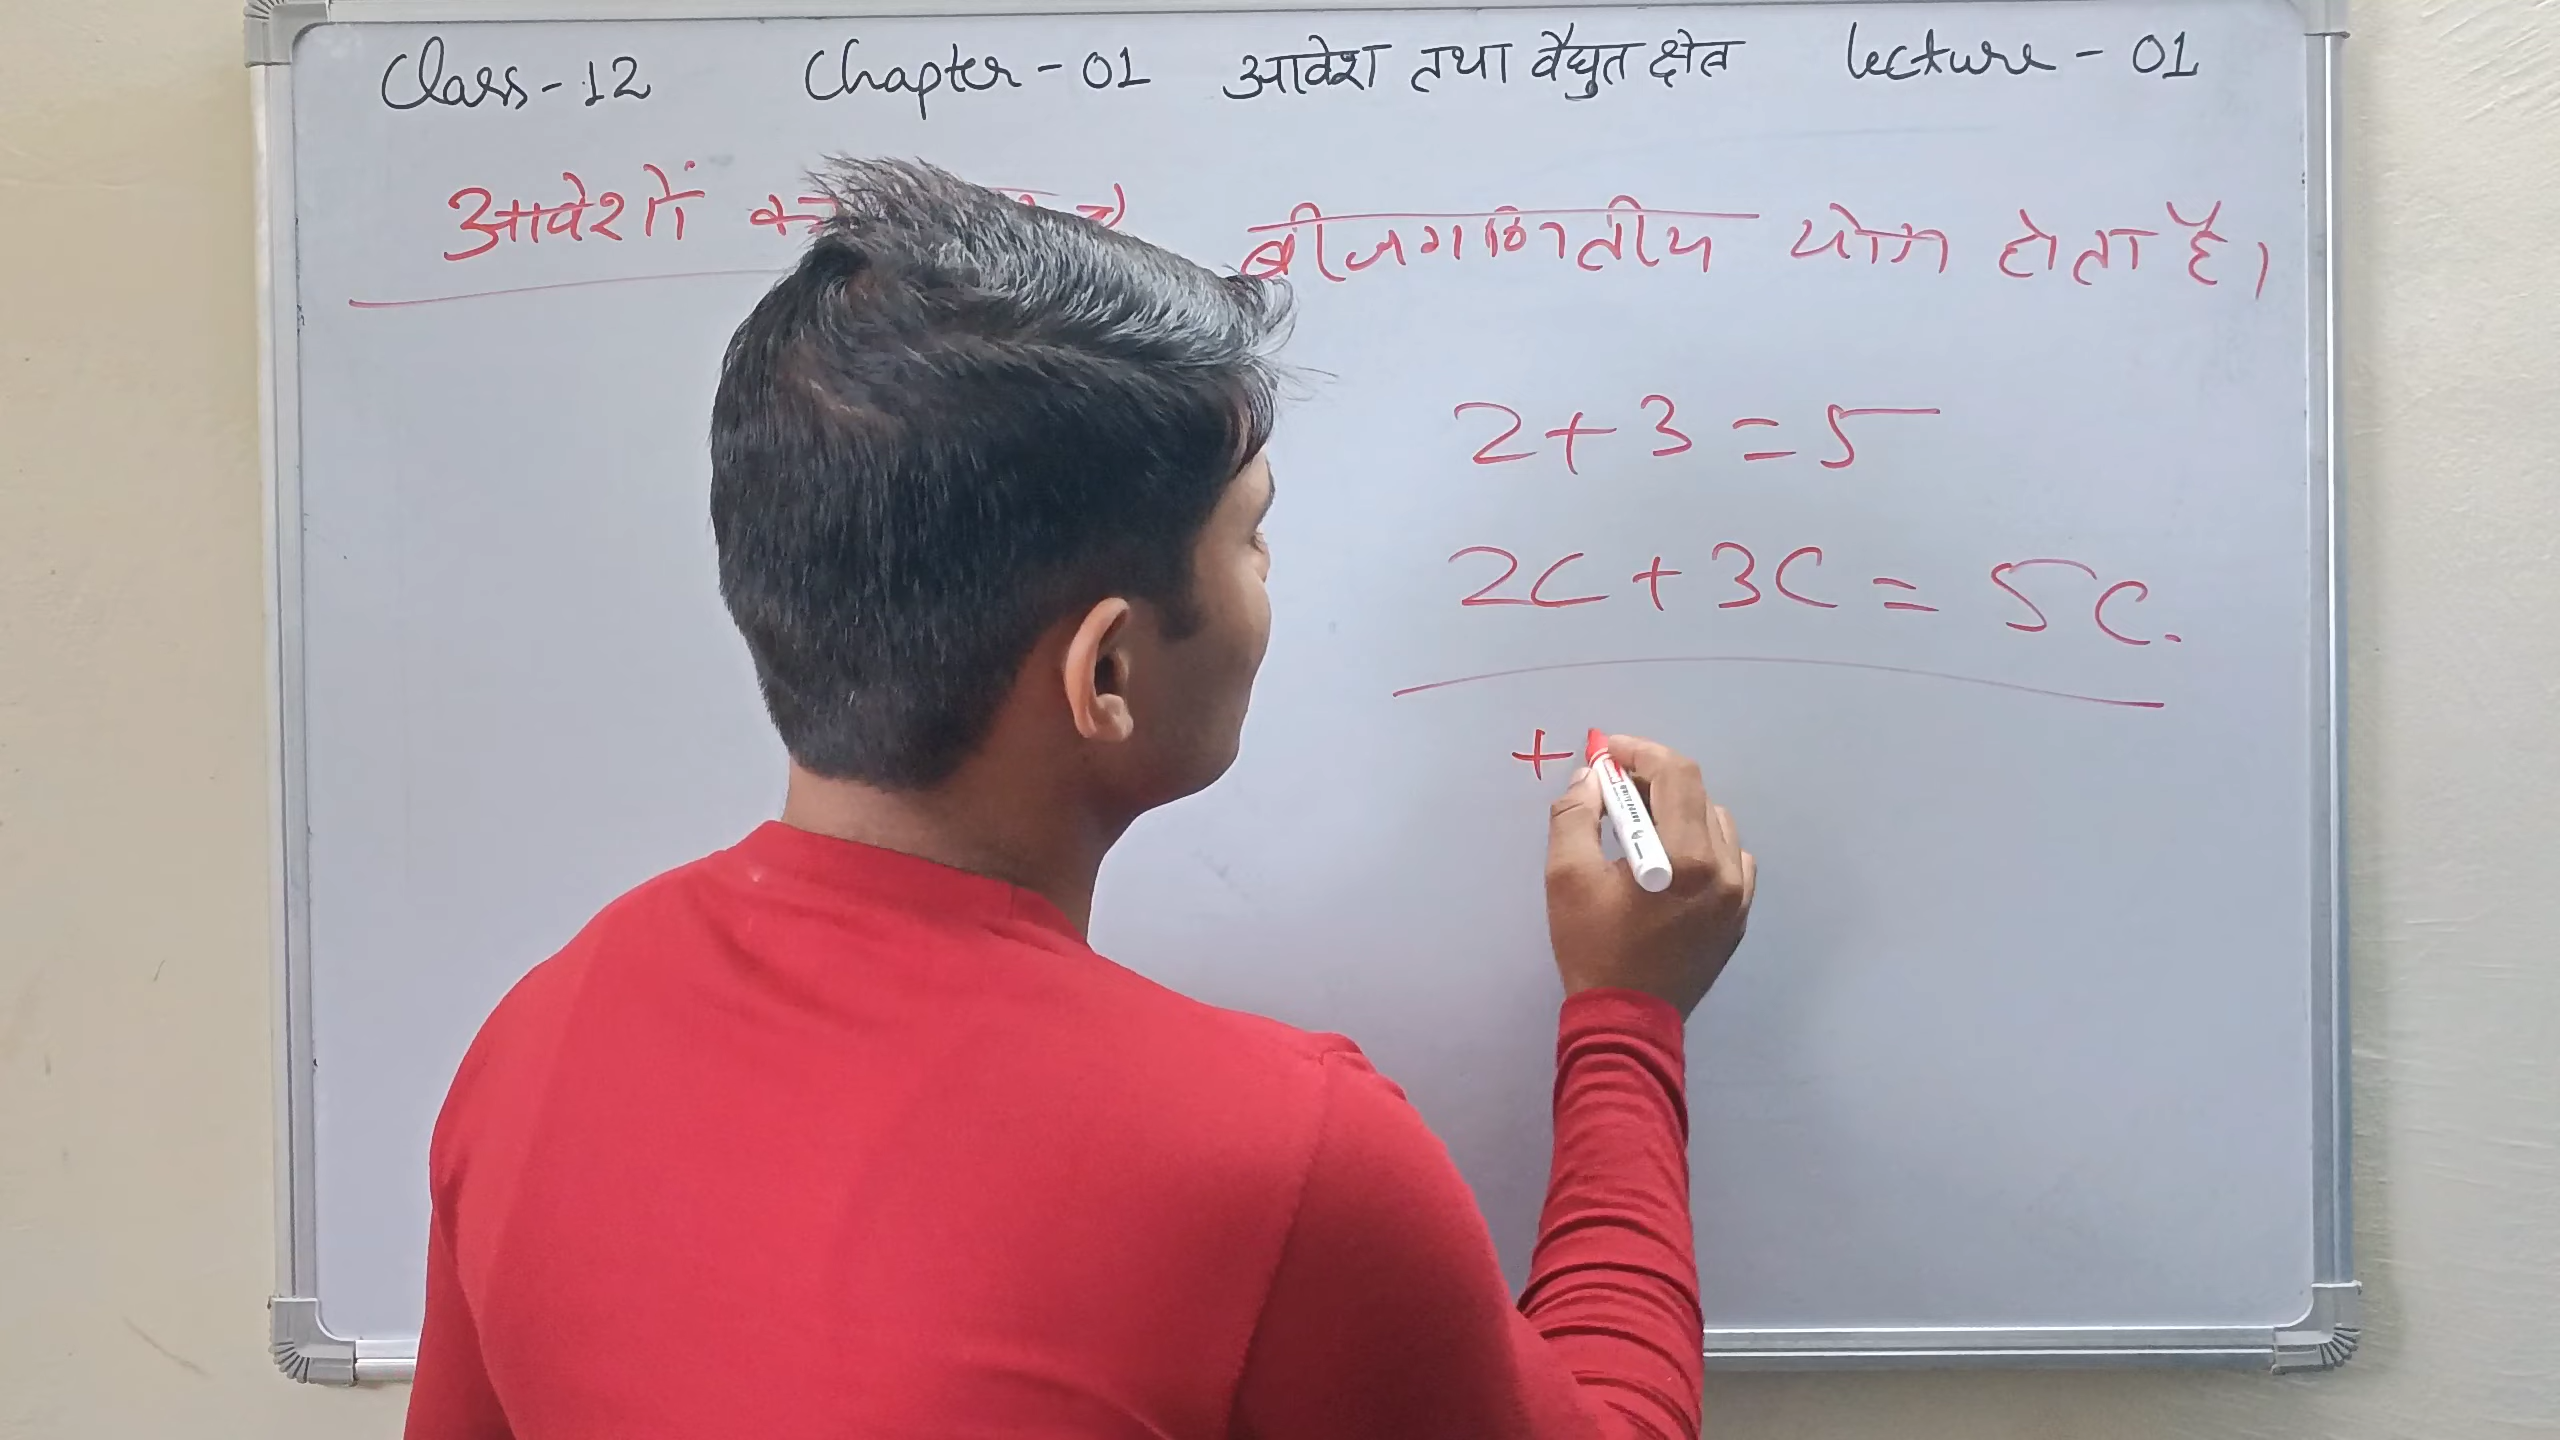 Class-12 Chapter-01 आवेश तथा वैद्युत क्षेत्र lecture-01
आवेशों बीजगणितीय योग होता है।
2+3=5
2C+3C=5C.
+